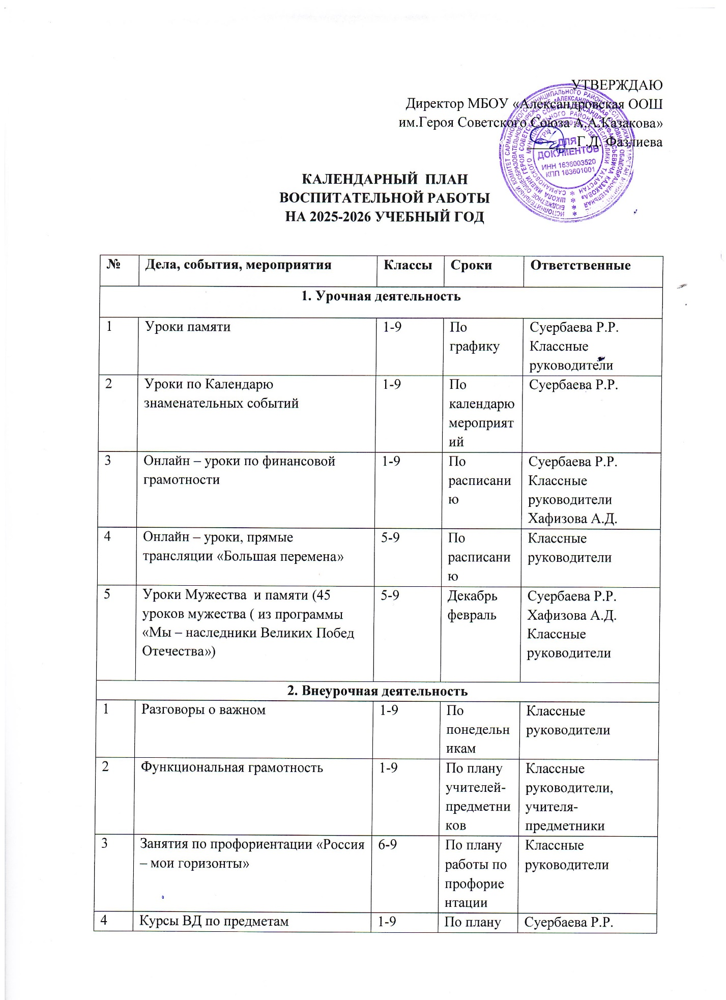 УТВЕРЖДАЮ
Директор МБОУ «Александровская ООШ
им.Героя Советского Союза А.А.Казакова»
Г.Д. Фазлиева
ДЛЯ
ДОКУМЕНТОВ
ИНН 1636003520
КПП 163601001
КАЛЕНДАРНЫЙ ПЛАН
ВОСПИТАТЕЛЬНОЙ РАБОТЫ
НА 2025-2026 УЧЕБНЫЙ ГОД
№ Дела, события, мероприятия Классы Сроки Ответственные
1. Урочная деятельность
1 Уроки памяти 1-9 По Суербаева Р.Р.
графику Классные
руководители
2 Уроки по Календарю 1-9 По Суербаева Р.Р.
знаменательных событий календарю
мероприят
ий
3 Онлайн – уроки по финансовой 1-9 По Суербаева Р.Р.
грамотности расписани Классные
ю руководители
Хафизова А.Д.
4 Онлайн – уроки, прямые 5-9 По Классные
трансляции «Большая перемена» расписани руководители
ю
5 Уроки Мужества и памяти (45 5-9 Декабрь Суербаева Р.Р.
уроков мужества ( из программы февраль Хафизова А.Д.
«Мы – наследники Великих Побед Классные
Отечества») руководители
2. Внеурочная деятельность
1 Разговоры о важном 1-9 По Классные
понедельн руководители
икам
2 Функциональная грамотность 1-9 По плану Классные
учителей- руководители,
предметни учителя-
ков предметники
3 Занятия по профориентации «Россия 6-9 По плану Классные
– мои горизонты» работы по руководители
профорие
нтации
4 Курсы ВД по предметам 1-9 По плану Суербаева Р.Р.